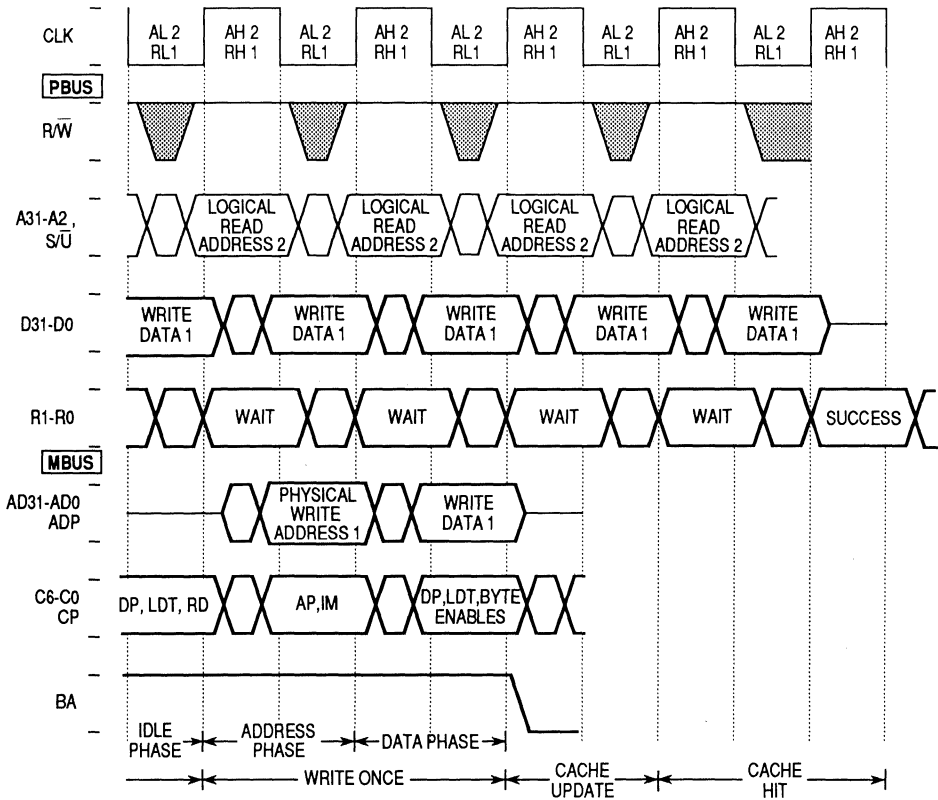 CLK
AL 2 AH 2 AL 2 AH 2 AL 2 AH 2 AL 2 AH 2 AL 2 AH 2
RL1 RH 1 RL1 RH 1 RL1 RH 1 RL1 RH 1 RL1 RH 1
PBUS
R/W̅
A31-A2,
S/U̅
LOGICAL LOGICAL LOGICAL LOGICAL
READ READ READ READ
ADDRESS 2 ADDRESS 2 ADDRESS 2 ADDRESS 2
D31-D0
WRITE WRITE WRITE WRITE WRITE
DATA 1 DATA 1 DATA 1 DATA 1 DATA 1
R1-R0 WAIT WAIT WAIT WAIT SUCCESS
MBUS
AD31-AD0
ADP
PHYSICAL
WRITE
ADDRESS 1
WRITE
DATA 1
C6-C0
CP
DP, LDT, RD
AP,IM
DP,LDT,BYTE
ENABLES
BA
IDLE
PHASE
ADDRESS
PHASE
DATA PHASE
WRITE ONCE
CACHE
UPDATE
CACHE
HIT